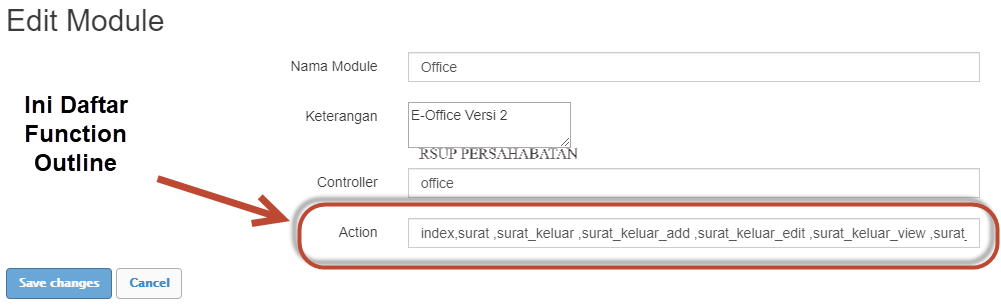 Edit Module
Nama Module
Office
Ini Daftar
Function
Outline
Keterangan
E-Office Versi 2
RSUP PERSAHABATAN
Controller
office
Action
index,surat ,surat_keluar ,surat_keluar_add ,surat_keluar_edit ,surat_keluar_view ,surat_
Save changes
Cancel